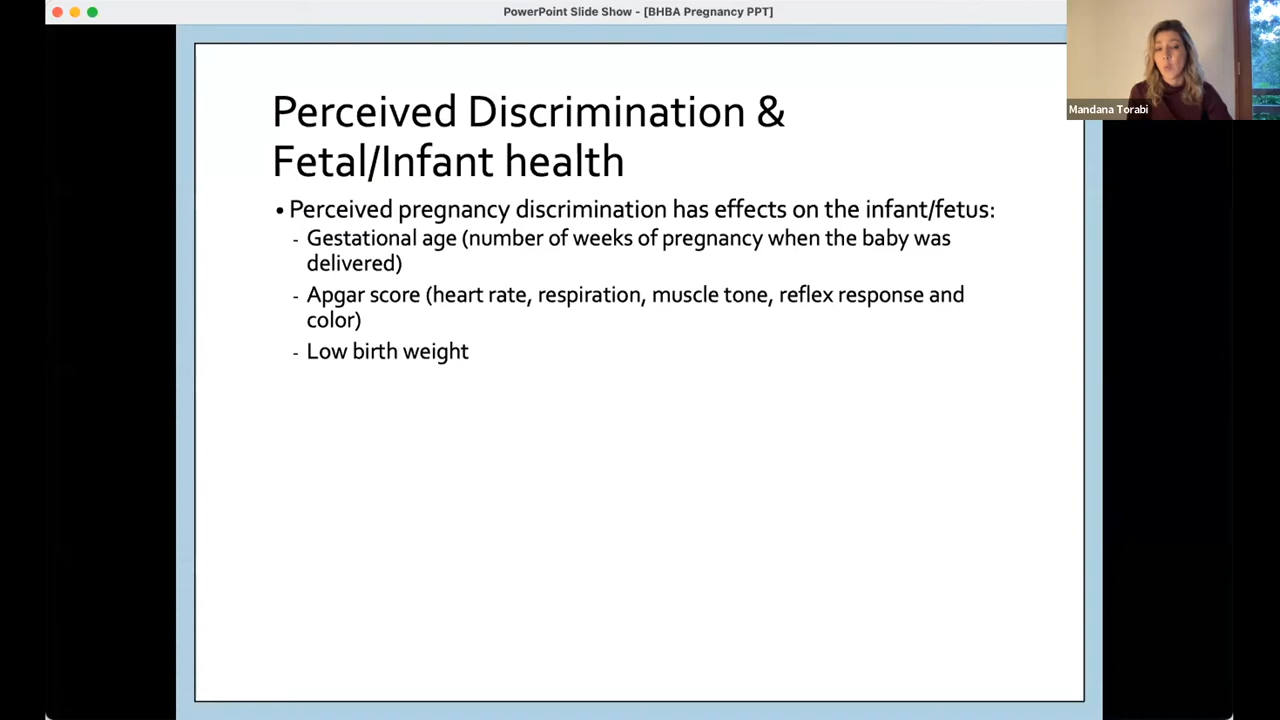 PowerPoint Slide Show - [BHBA Pregnancy PPT]
Mandana Torabi
Perceived Discrimination &
Fetal/Infant health
• Perceived pregnancy discrimination has effects on the infant/fetus:
- Gestational age (number of weeks of pregnancy when the baby was
delivered)
- Apgar score (heart rate, respiration, muscle tone, reflex response and
color)
- Low birth weight